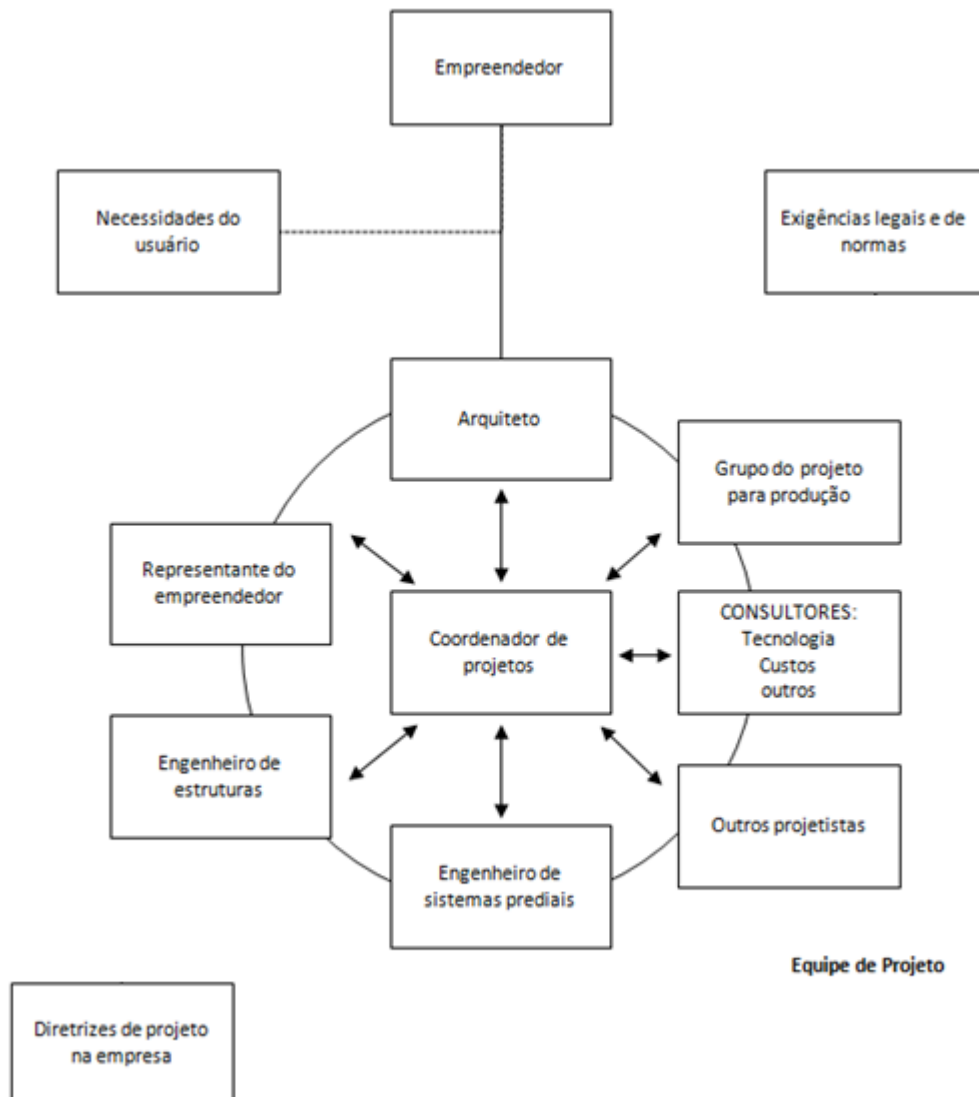 Empreendedor
Necessidades do
usuário
Exigências legais e de
normas
Arquiteto
Grupo do projeto
para produção
Representante do
empreendedor
Coordenador de
projetos
CONSULTORES:
Tecnologia
Custos
outros
Engenheiro de
estruturas
Outros projetistas
Engenheiro de
sistemas prediais
Equipe de Projeto
Diretrizes de projeto
na empresa